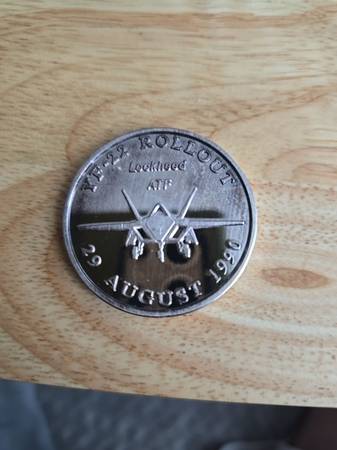 YF-22 ROLLOUT
Lockheed
ATF
29 AUGUST 1990